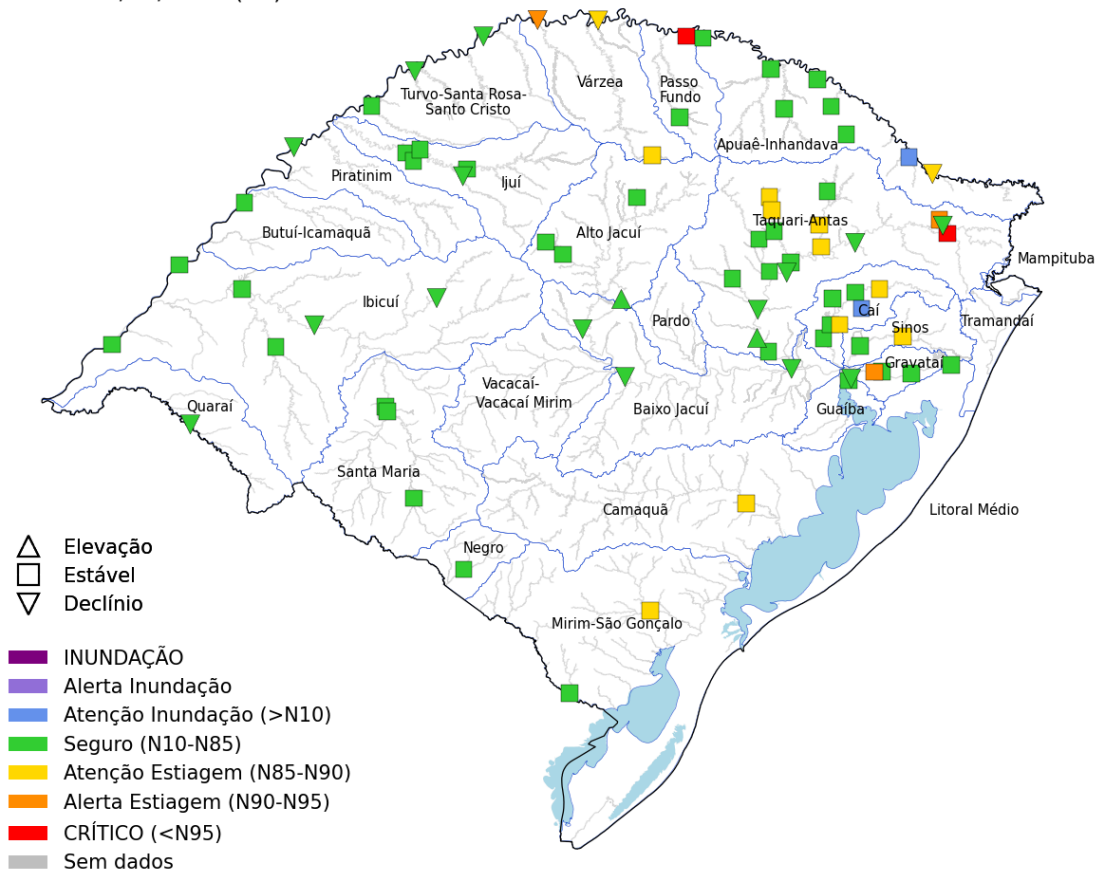 Várzea
Passo
Fundo
Turvo-Santa Rosa-
Santo Cristo
Apuaê-Inhandava
Piratinim
Ijuí
Butuí-Icamaquã
Alto Jacuí
Taquari-Antas
Mampituba
Ibicuí
Pardo
Caí
Sinos
Tramandaí
Gravataí
Vacacaí-
Vacacaí Mirim
Quaraí
Baixo Jacuí
Guaíba
Santa Maria
Camaquã
Litoral Médio
Negro
Mirim-São Gonçalo
Elevação
Estável
Declínio
INUNDAÇÃO
Alerta Inundação
Atenção Inundação (>N10)
Seguro (N10-N85)
Atenção Estiagem (N85-N90)
Alerta Estiagem (N90-N95)
CRÍTICO (<N95)
Sem dados